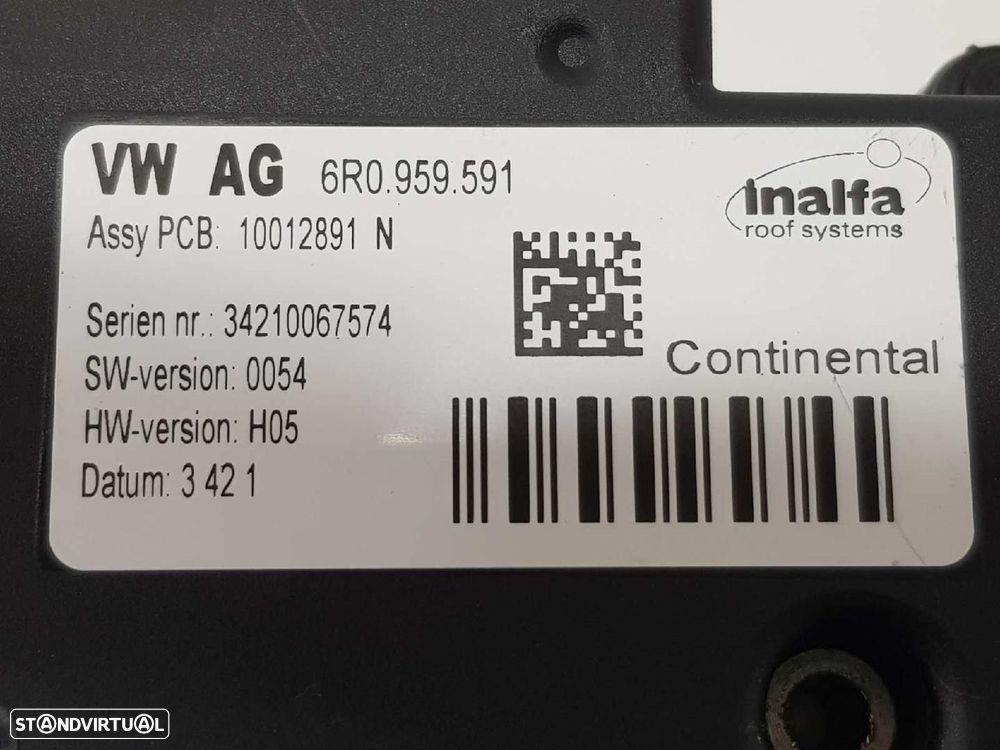 VW AG 6R0.959.591
inalfa
roof systems
Assy PCB: 10012891 N
Serien nr.: 34210067574
SW-version: 0054
Continental
HW-version: H05
Datum: 3 42 1
STANDVIRTUAL